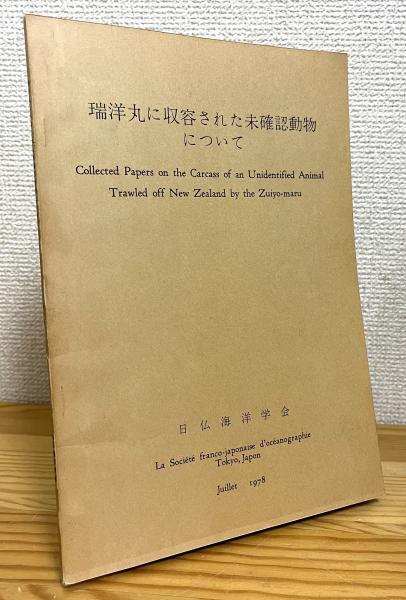 瑞洋丸に収容された未確認動物
について
Collected Papers on the Carcass of an Unidentified Animal
Trawled off New Zealand by the Zuiyo-maru
日仏海洋学会
La Société franco-japonaise d'océanographie
Tokyo, Japon
Juillet 1978